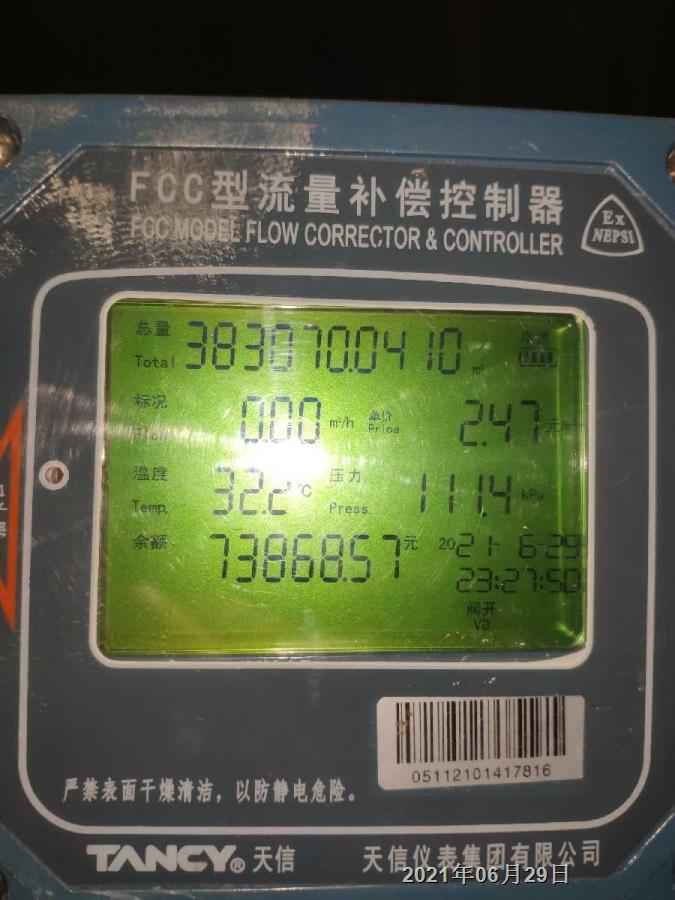 FCC型流量补偿控制器
FCC MODEL FLOW CORRECTOR & CONTROLLER
Ex
NEPSI
总量
Total
383070.0410
m³
标况
Flow
0.00
m³/h
单价
Price
2.47
温度
Temp.
32.2
℃
压力
Press
111.4
kPa
余额
73868.57
元
2021-6-29
23:27:50
阀开
05112101417816
严禁表面干燥清洁，以防静电危险。
TANCY® 天信
天信仪表集团有限公司
2021年06月29日